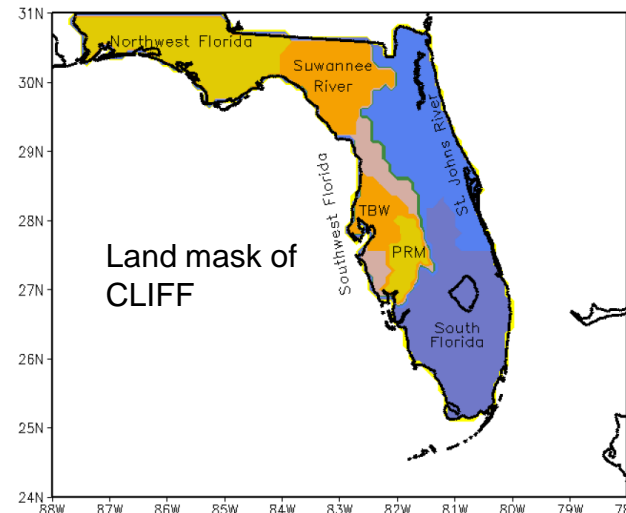 31N
30N
29N
28N
27N
26N
25N
24N
Northwest Florida
Suwannee
River
St. Johns River
Southwest Florida
TBW
PRM
Land mask of
CLIFF
South
Florida
88W 87W 86W 85W 84W 83W 82W 81W 80W 79W 78W